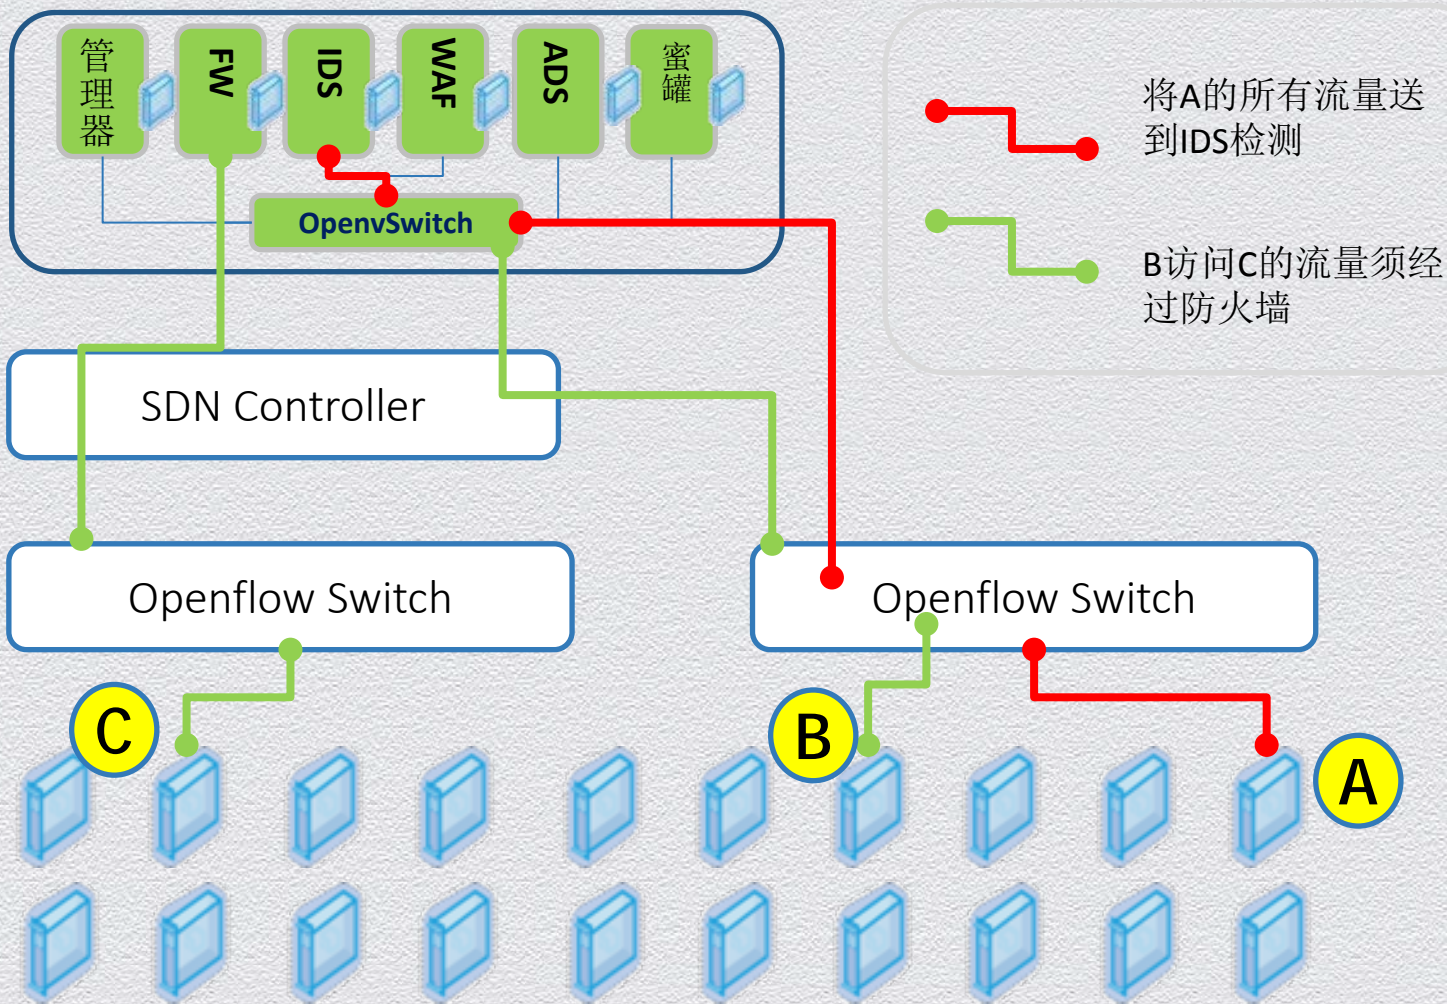 管理器
FW
IDS
WAF
ADS
蜜罐
OpenvSwitch
将A的所有流量送
到IDS检测
B访问C的流量须经
过防火墙
SDN Controller
Openflow Switch
Openflow Switch
C
B
A